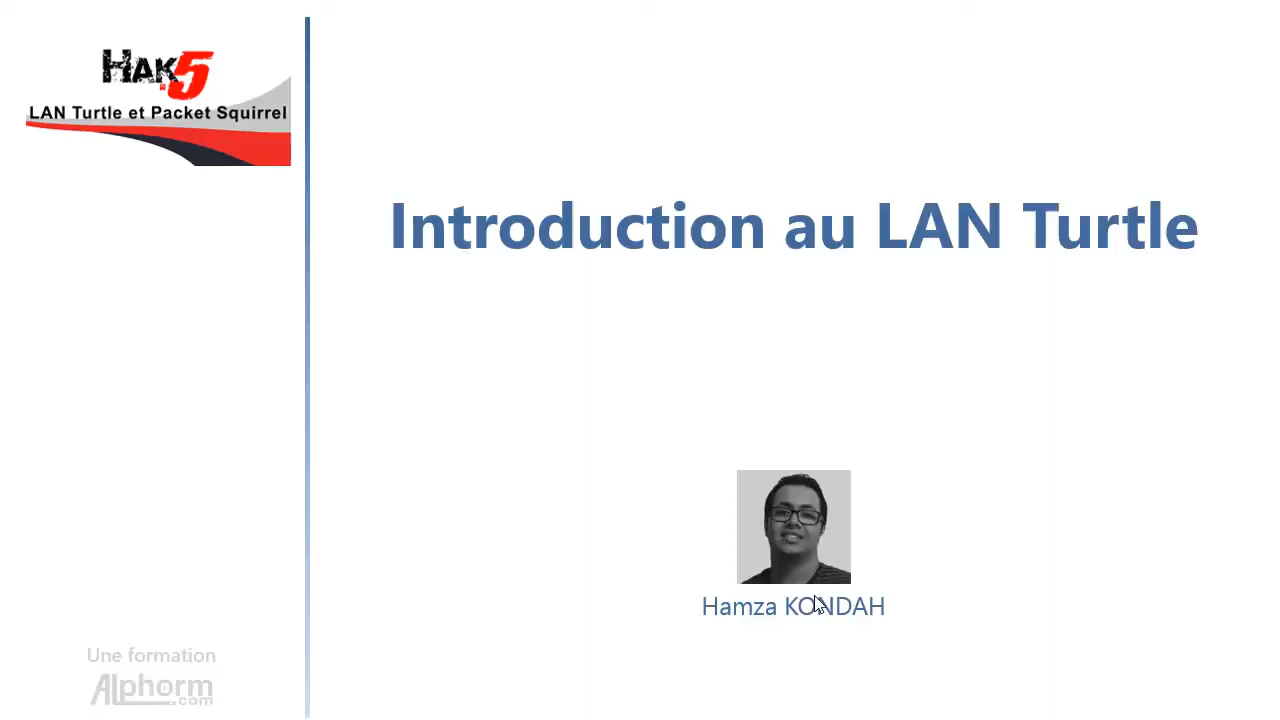 HAK5
LAN Turtle et Packet Squirrel
Introduction au LAN Turtle
Hamza KONDAH
Une formation
Alphorm
.com